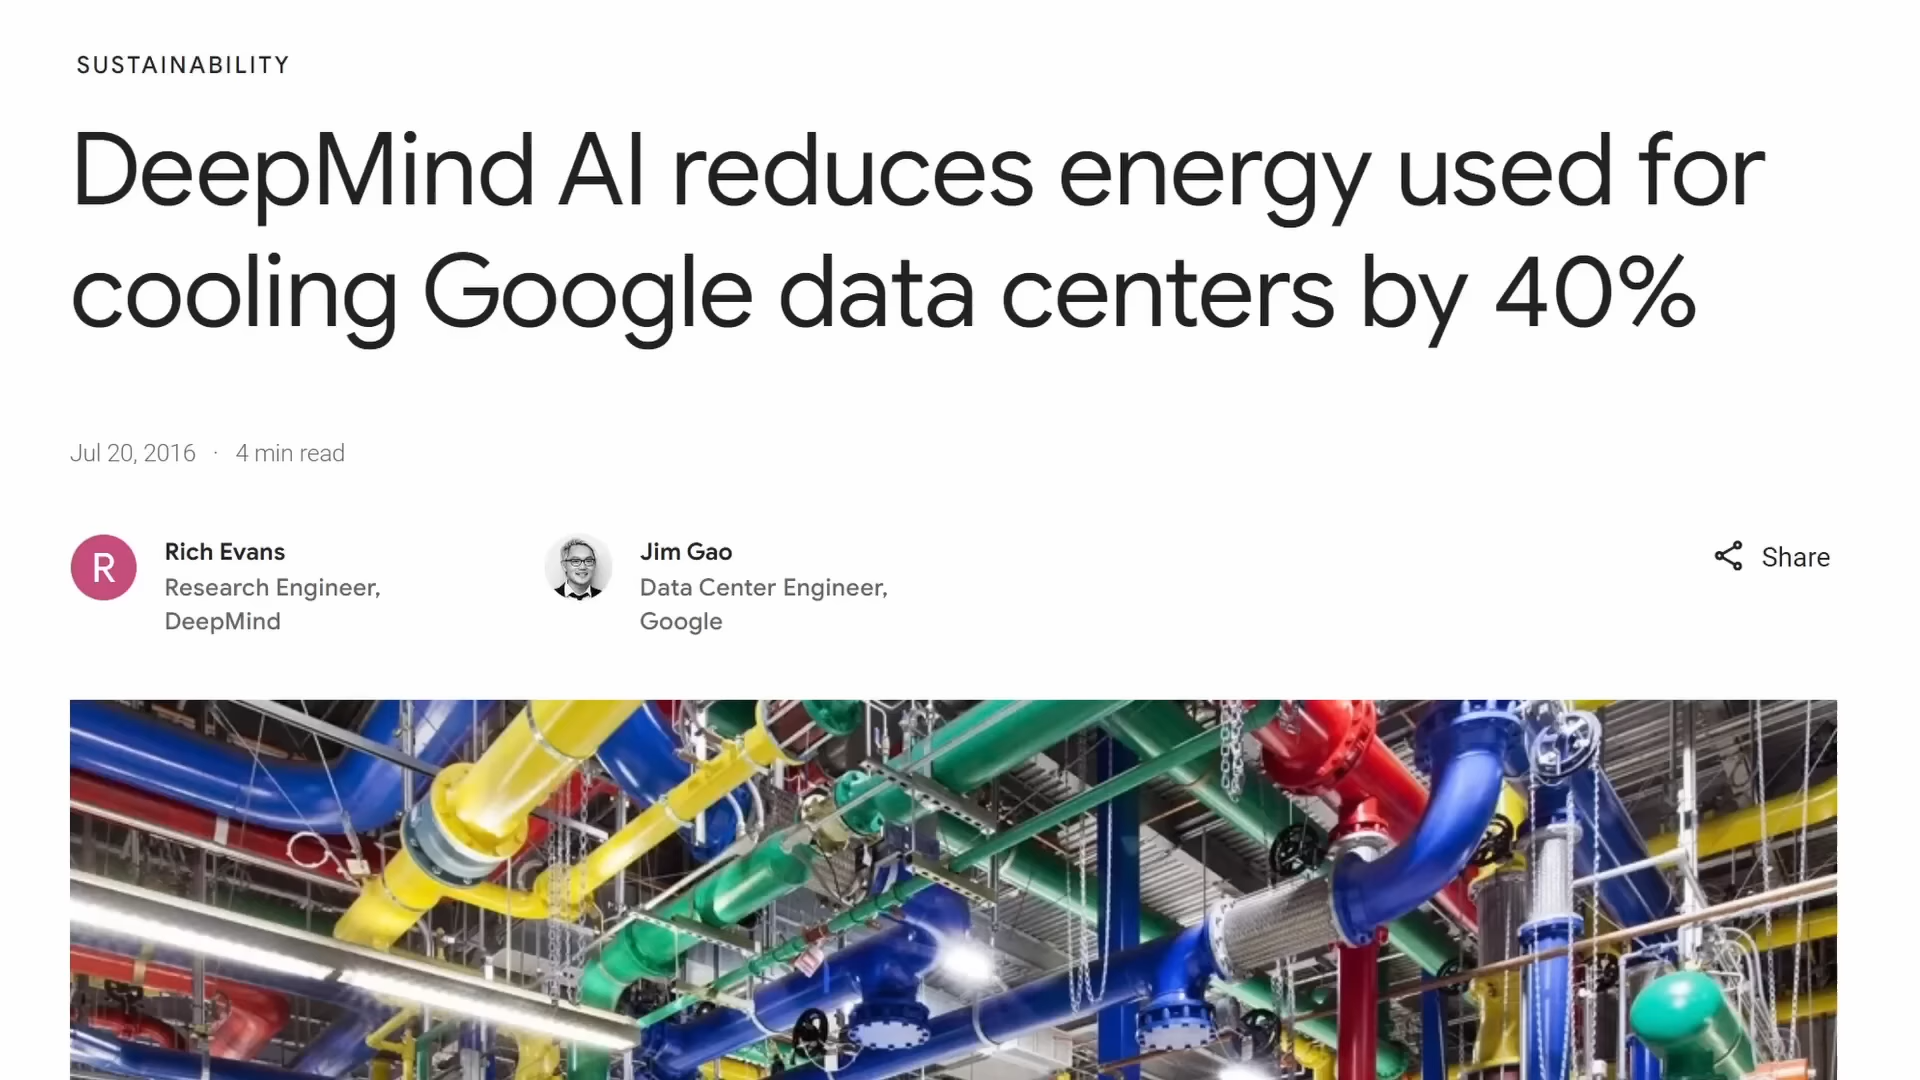 SUSTAINABILITY
DeepMind AI reduces energy used for
cooling Google data centers by 40%
Jul 20, 2016 · 4 min read
R
Rich Evans
Research Engineer,
DeepMind
Jim Gao
Data Center Engineer,
Google
Share